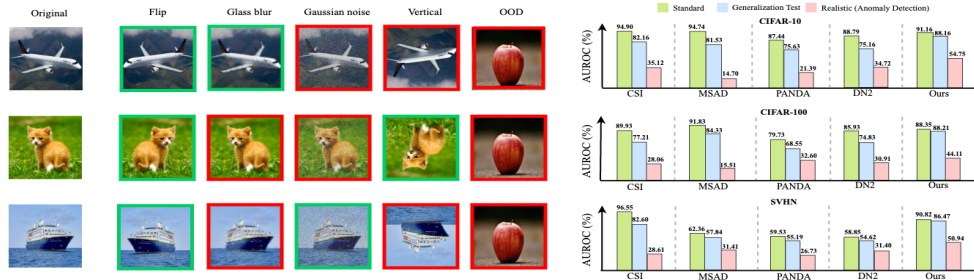 Original Flip Glass blur Gaussian noise Vertical OOD
Standard Generalization Test Realistic (Anomaly Detection)
CIFAR-10
AUROC (%)
94.90 82.16 35.12 94.74 81.53 14.70 87.44 75.63 21.39 88.79 75.16 34.72 91.16 88.16 54.75
CSI MSAD PANDA DN2 Ours
CIFAR-100
AUROC (%)
89.93 77.21 28.06 91.83 84.33 15.51 79.73 68.55 32.60 85.93 74.83 30.91 88.35 88.21 44.11
CSI MSAD PANDA DN2 Ours
SVHN
AUROC (%)
96.55 82.60 28.61 62.36 57.84 31.41 59.53 55.19 26.73 58.85 54.62 31.40 90.82 86.47 50.94
CSI MSAD PANDA DN2 Ours